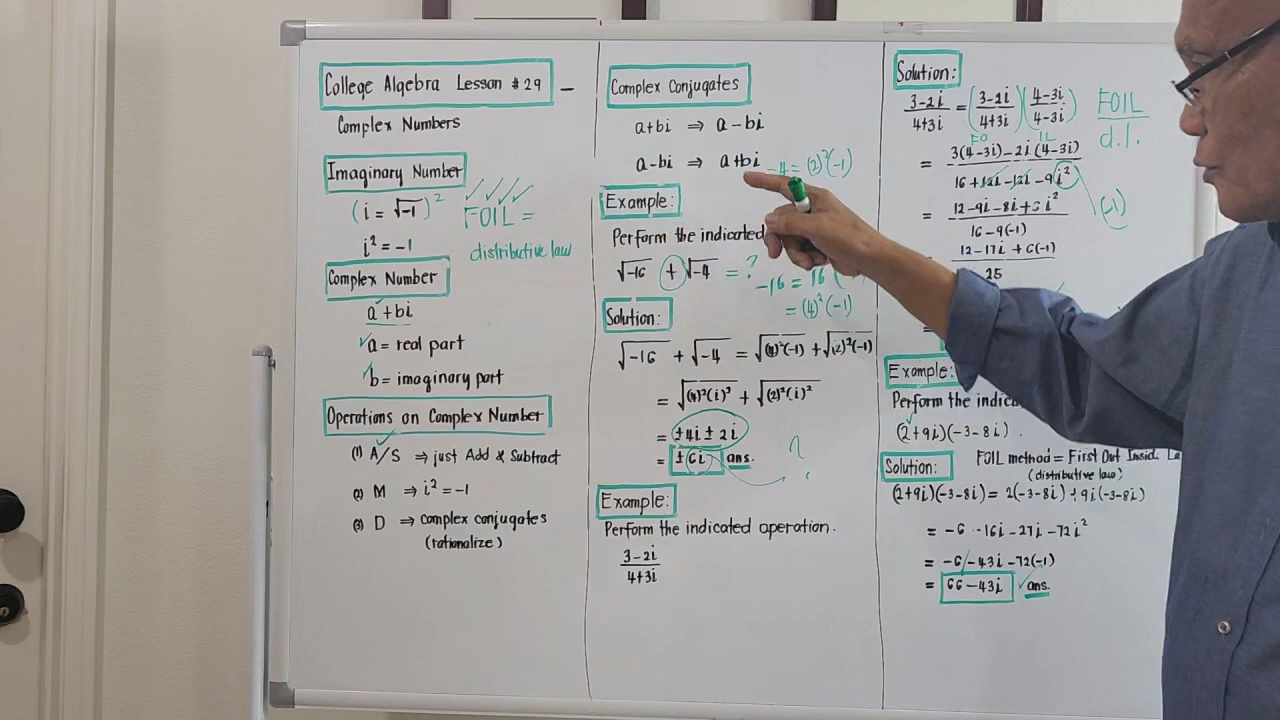 College Algebra Lesson #29 –
Complex Numbers
Imaginary Number
(i = √-1)²
i² = -1
FOIL =
distributive law
Complex Number
a + bi
a = real part
b = imaginary part
Operations on Complex Number
(1) A/S ⇒ just Add & Subtract
(2) M ⇒ i² = -1
(3) D ⇒ complex conjugates
(rationalize)
Complex Conjugates
a+bi ⇒ a-bi
a-bi ⇒ a+bi
-4 = (2)²(-1)
Example:
Perform the indicated
√-16 + √-4 = ?
-16 = 16
= (4)²(-1)
Solution:
√-16 + √-4 = √(4)²(-1) + √(2)²(-1)
= √(4)²(i)² + √(2)²(i)²
= ±4i ± 2i
= ±6i ans.
Example:
Perform the indicated operation.
3-2i
4+3i
Solution:
3-2i/4+3i = (3-2i/4+3i)(4-3i/4-3i)
FOIL
d.l.
FO IL
= 3(4-3i)-2i(4-3i)
16+12i-12i-9i²
(-1)
= 12-9i-8i+6i²
16-9(-1)
= 12-17i+6(-1)
25
=
Example:
Perform the
(2+9i)(-3-8i).
Solution:
FOIL method = First Out Insid.
(distributive law)
(2+9i)(-3-8i) = 2(-3-8i)+9i(-3-8i)
= -6-16i-27i-72i²
= -6-43i-72(-1)
= 66-43i ans.